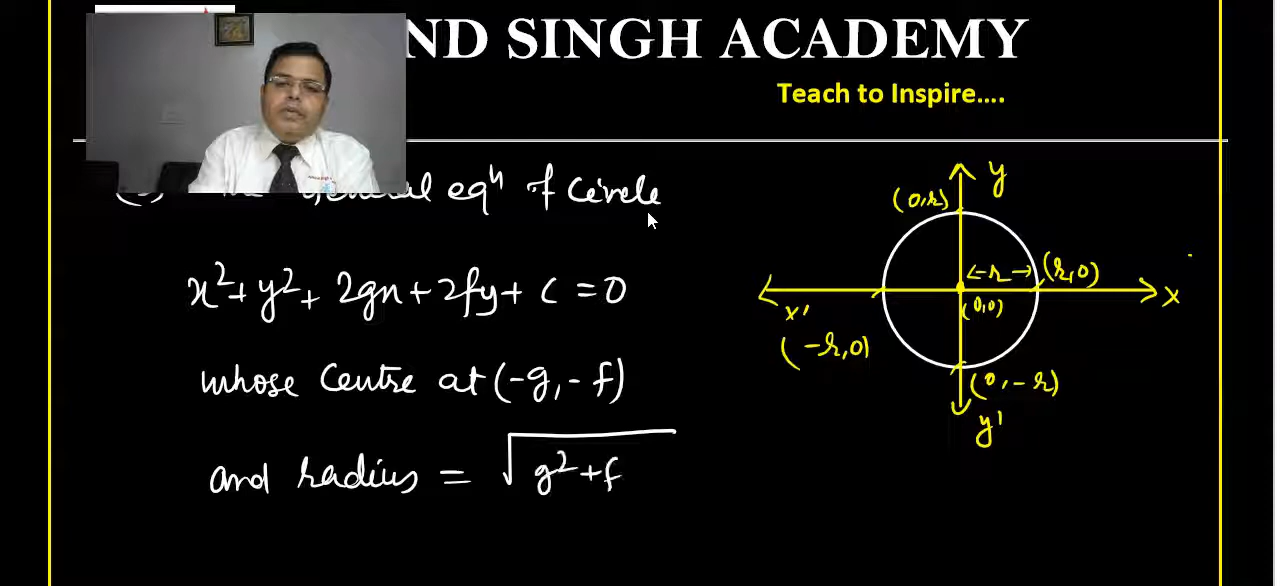 ND SINGH ACADEMY
Teach to Inspire....
general eqⁿ of Circle
x²+y²+2gx+2fy+c=0
whose Centre at (-g,-f)
and radius = √g²+f
y
(0,r)
r
(r,0)
x'
(0,0)
x
(-r,0)
(0,-r)
y'